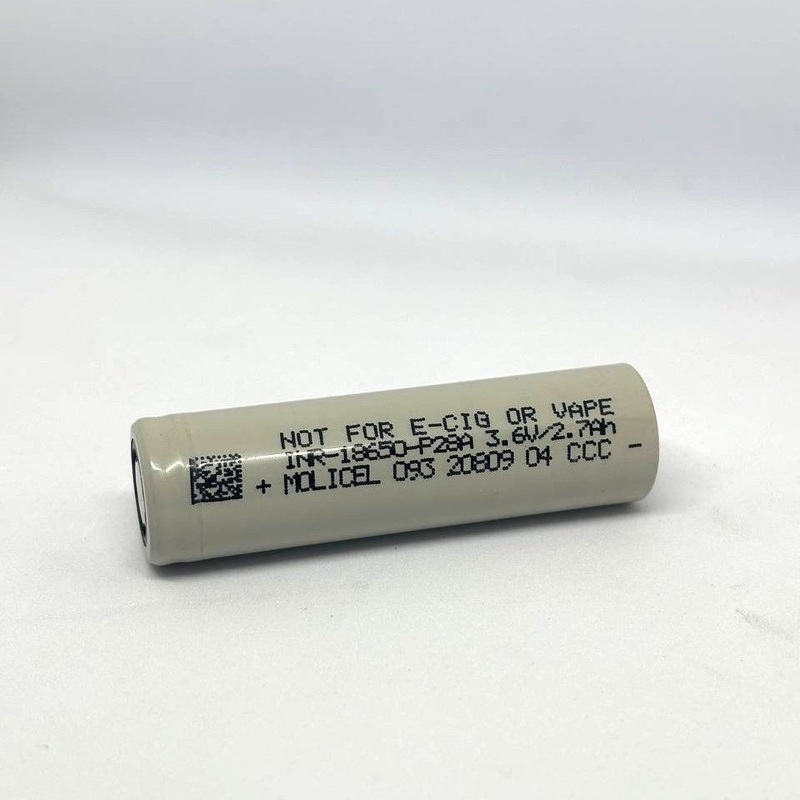 NOT FOR E-CIG OR VAPE
INR-18650-P28A 3.6V/2.7Ah
+ MOLICEL 093 20809 04 CCC -